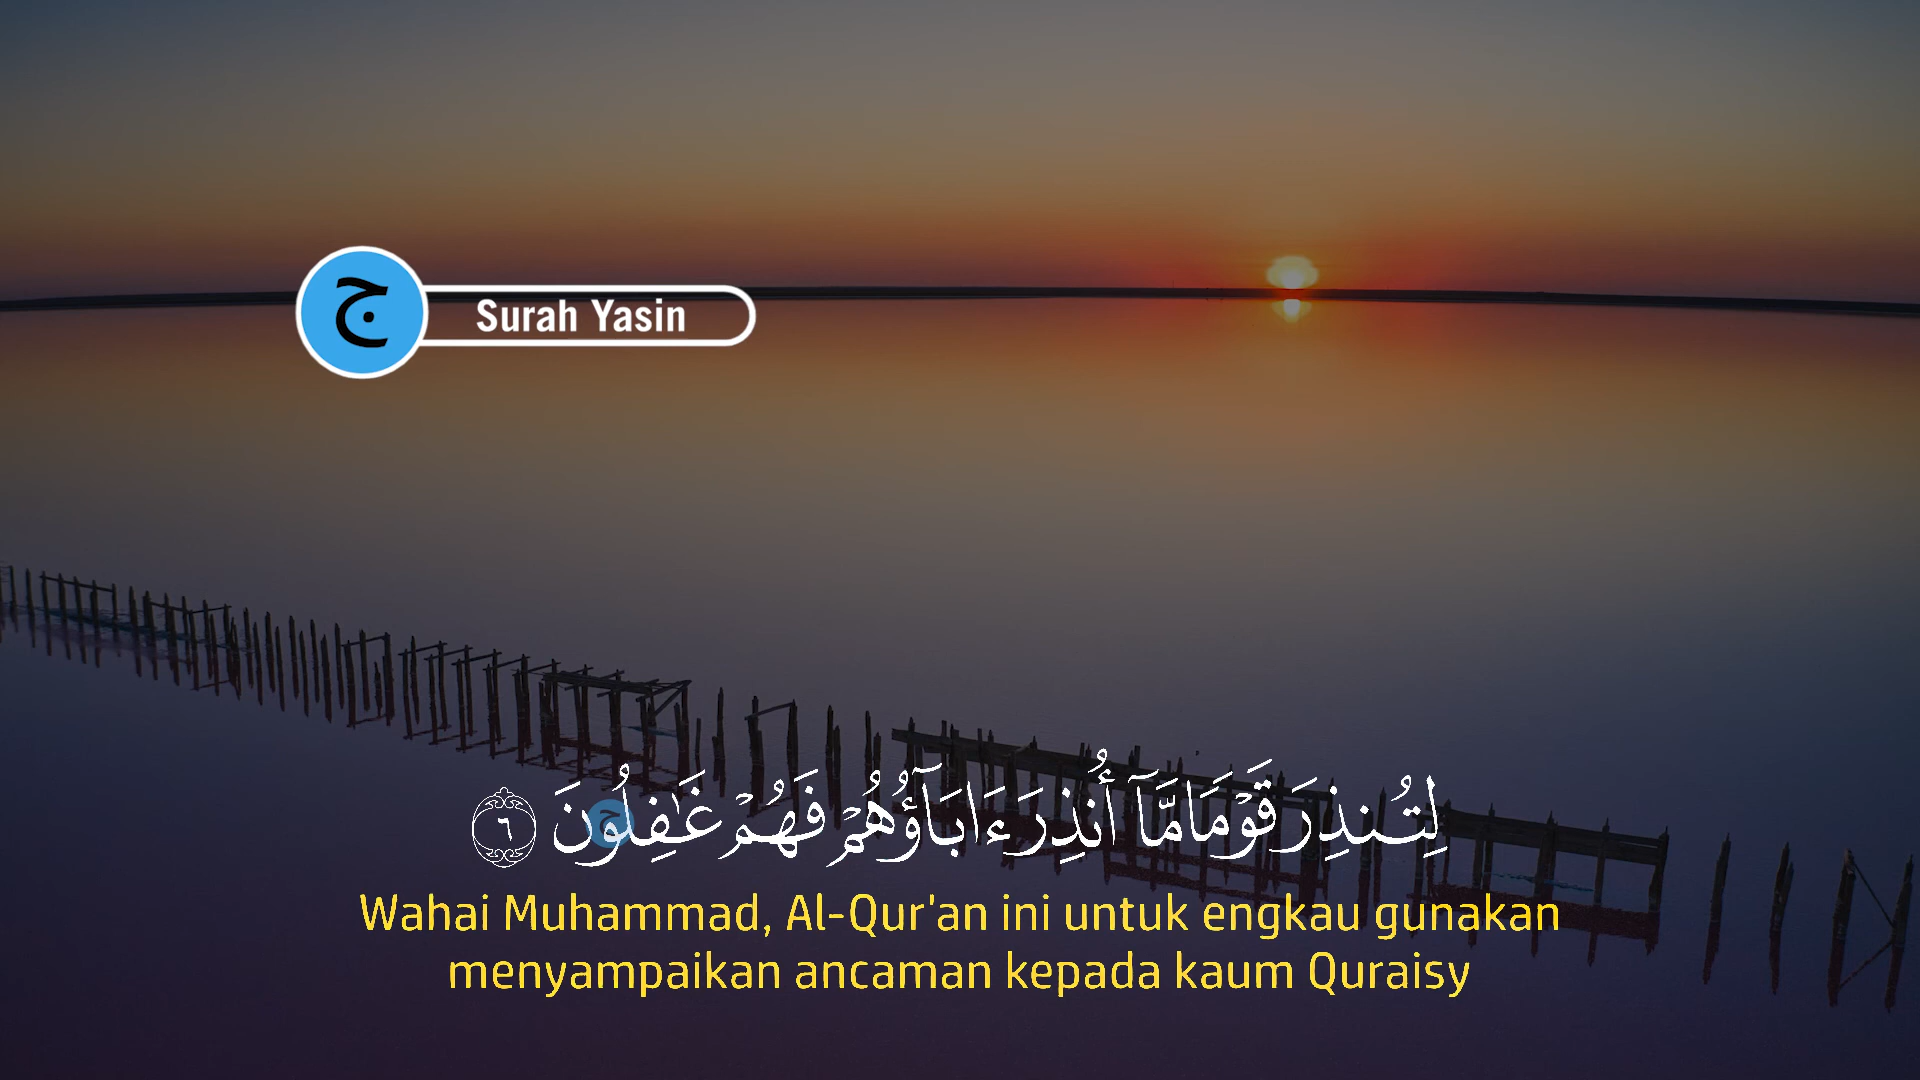 ج
Surah Yasin
لِتُنذِرَ قَوْمًا مَّآ أُنذِرَ ءَابَآؤُهُمْ فَهُمْ غَٰفِلُونَ ٦
ج
Wahai Muhammad, Al-Qur'an ini untuk engkau gunakan
menyampaikan ancaman kepada kaum Quraisy